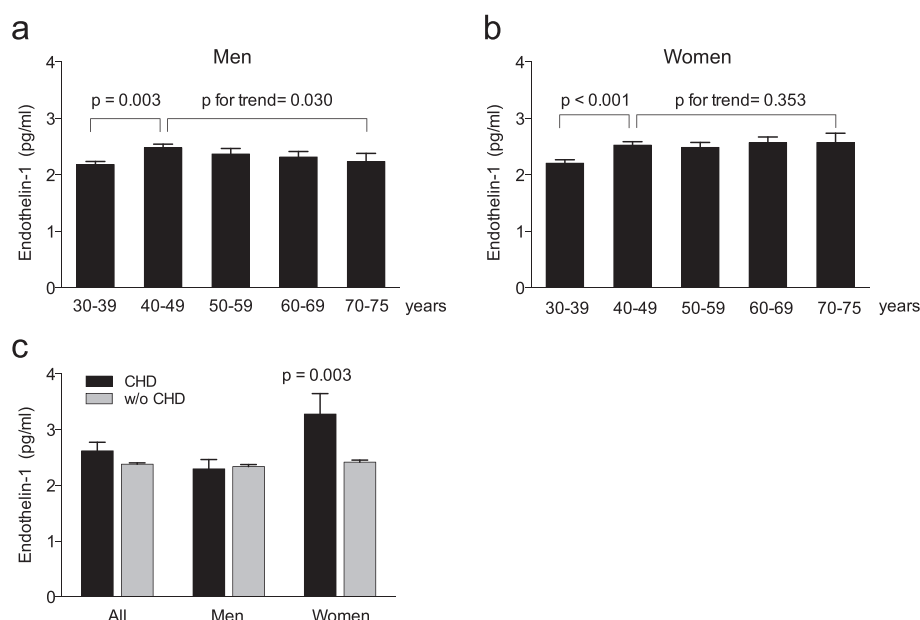 a
Men
Endothelin-1 (pg/ml)
4
3
2
1
0
p = 0.003
p for trend= 0.030
30-39 40-49 50-59 60-69 70-75 years
b
Women
Endothelin-1 (pg/ml)
4
3
2
1
0
p < 0.001
p for trend= 0.353
30-39 40-49 50-59 60-69 70-75 years
c
Endothelin-1 (pg/ml)
4
3
2
1
0
CHD
w/o CHD
p = 0.003
All Men Women